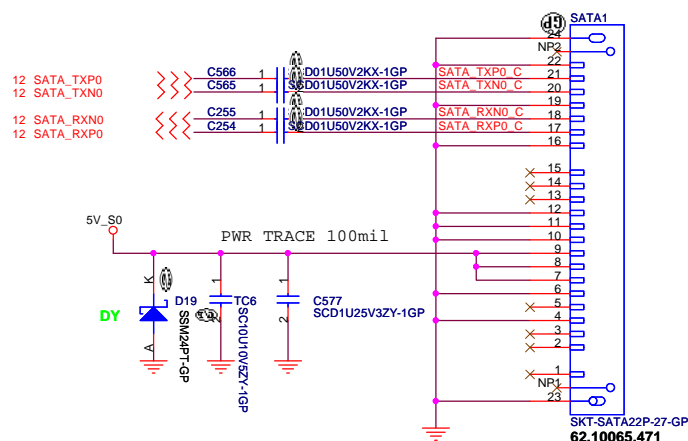 SATA1
24
NP2
22
C566 1 SCD01U50V2KX-1GP SATA_TXP0_C 21
12 SATA_TXP0
C565 1 SCD01U50V2KX-1GP SATA_TXN0_C 20
12 SATA_TXN0
19
C255 1 SCD01U50V2KX-1GP SATA_RXN0_C 18
12 SATA_RXN0
C254 1 SCD01U50V2KX-1GP SATA_RXP0_C 17
12 SATA_RXP0
16
15
14
13
12
11
10
5V_S0
PWR TRACE 100mil
9
8
7
6
5
4
3
2
1
K
DY
D19
SSM24PT-GP
A
1
TC6
2
SC10U10V5ZY-1GP
1
C577
2
SCD1U25V3ZY-1GP
NP1
23
SKT-SATA22P-27-GP
62.10065.471